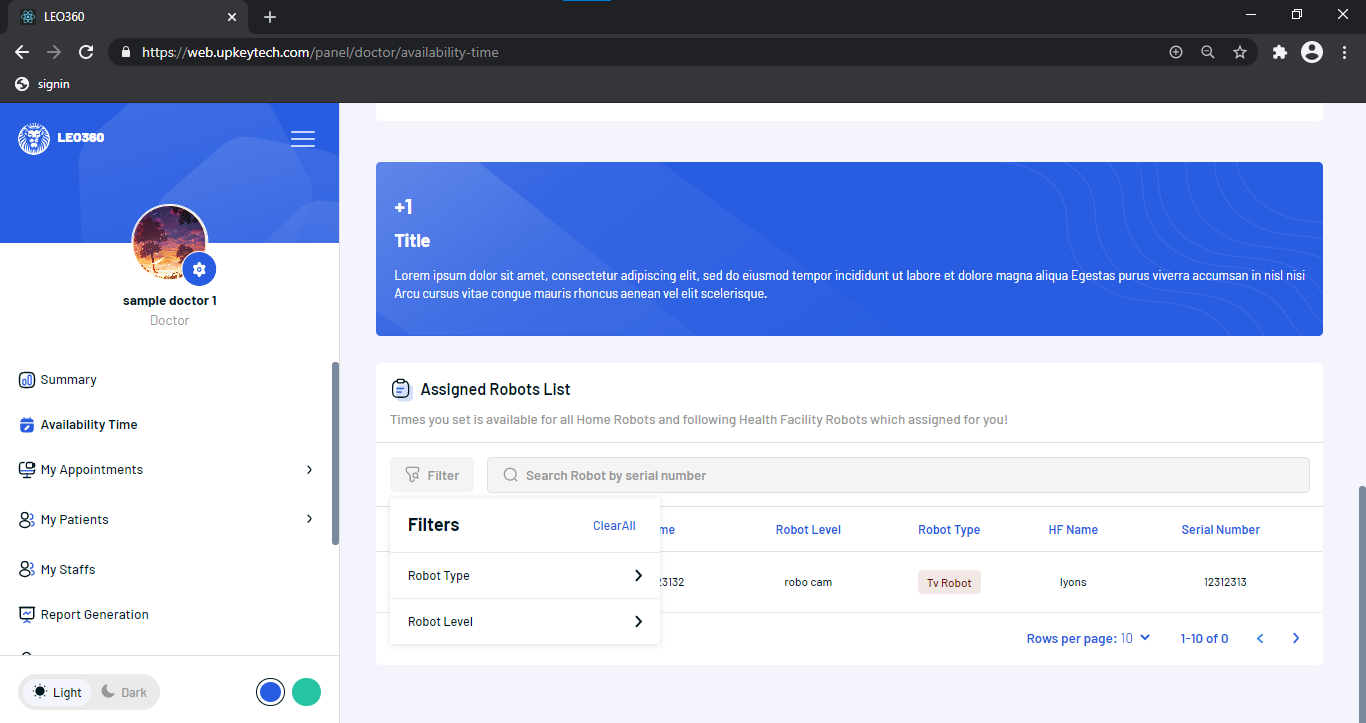 LEO360
https://web.upkeytech.com/panel/doctor/availability-time
signin
LEO360
sample doctor 1
Doctor
Summary
Availability Time
My Appointments
My Patients
My Staffs
Report Generation
Light
Dark
+1
Title
Lorem ipsum dolor sit amet, consectetur adipiscing elit, sed do eiusmod tempor incididunt ut labore et dolore magna aliqua Egestas purus viverra accumsan in nisl nisi
Arcu cursus vitae congue mauris rhoncus aenean vel elit scelerisque.
Assigned Robots List
Times you set is available for all Home Robots and following Health Facility Robots which assigned for you!
Filter
Search Robot by serial number
Filters
ClearAll
Robot Type
Robot Level
me Robot Level Robot Type HF Name Serial Number
23132 robo cam Tv Robot lyons 12312313
Rows per page: 10 1-10 of 0